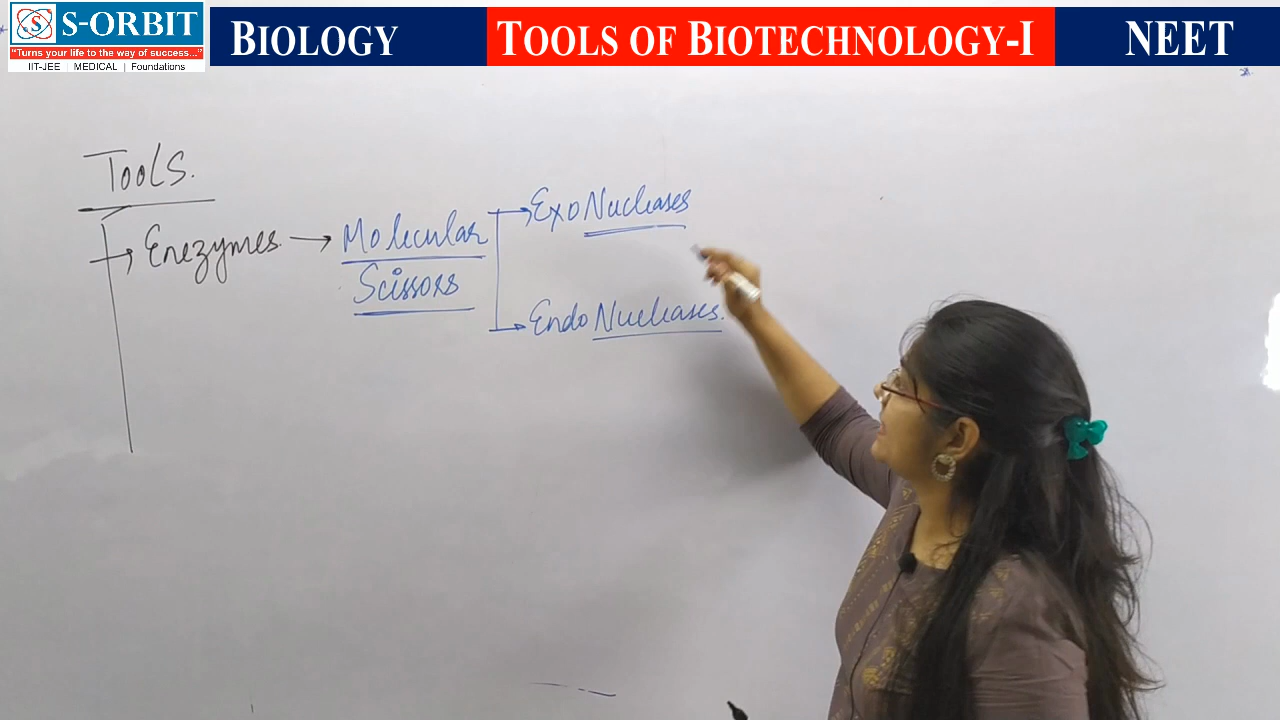 S-ORBIT
"Turns your life to the way of success..."
IIT-JEE | MEDICAL | Foundations
BIOLOGY
TOOLS OF BIOTECHNOLOGY-I
NEET
TOOLS.
Enezymes → Molecular
Scissors
Exo Nucleases
Endo Nucleases.